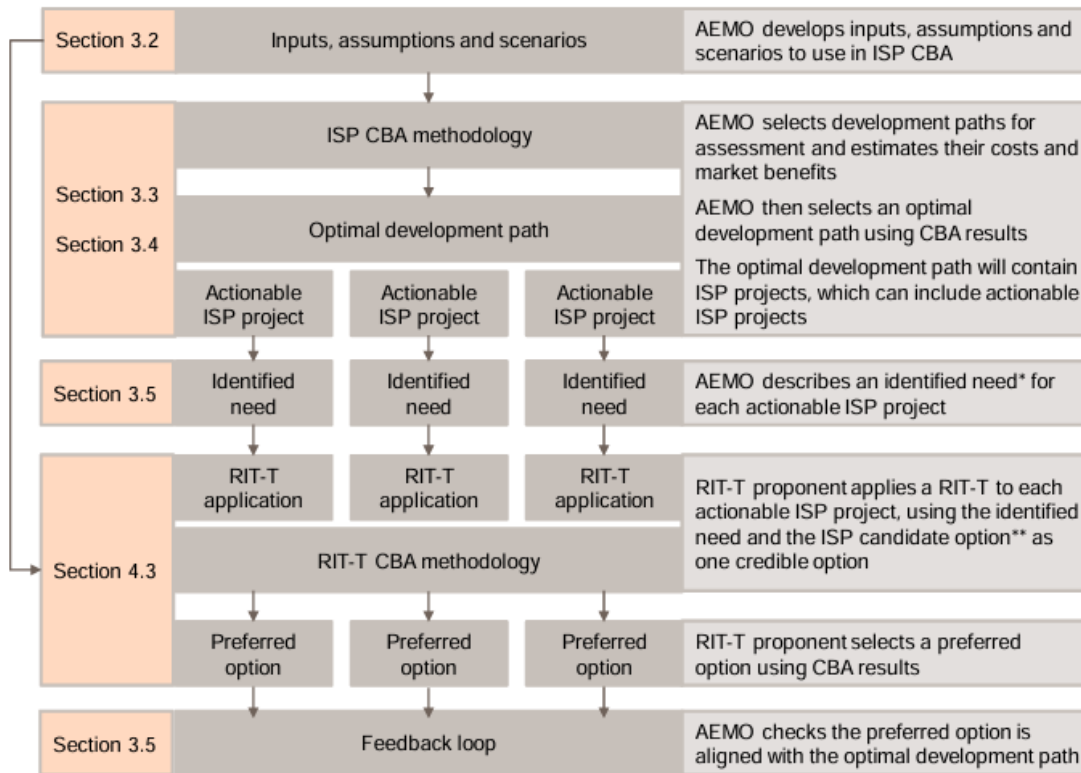 Section 3.2
Inputs, assumptions and scenarios
AEMO develops inputs, assumptions and
scenarios to use in ISP CBA
Section 3.3
Section 3.4
ISP CBA methodology
Optimal development path
Actionable
ISP project
Actionable
ISP project
Actionable
ISP project
AEMO selects development paths for
assessment and estimates their costs and
market benefits
AEMO then selects an optimal
development path using CBA results
The optimal development path will contain
ISP projects, which can include actionable
ISP projects
Section 3.5
Identified
need
Identified
need
Identified
need
AEMO describes an identified need* for
each actionable ISP project
Section 4.3
RIT-T
application
RIT-T
application
RIT-T
application
RIT-T CBA methodology
RIT-T proponent applies a RIT-T to each
actionable ISP project, using the identified
need and the ISP candidate option** as
one credible option
Preferred
option
Preferred
option
Preferred
option
RIT-T proponent selects a preferred
option using CBA results
Section 3.5
Feedback loop
AEMO checks the preferred option is
aligned with the optimal development path